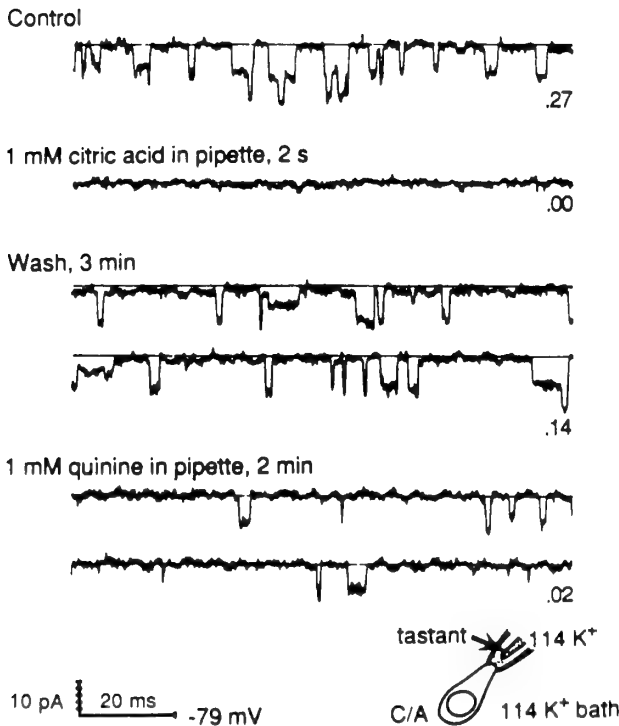 Control
.27
1 mM citric acid in pipette, 2 s
.00
Wash, 3 min
.14
1 mM quinine in pipette, 2 min
.02
tastant 114 K⁺
10 pA 20 ms -79 mV C/A 114 K⁺ bath